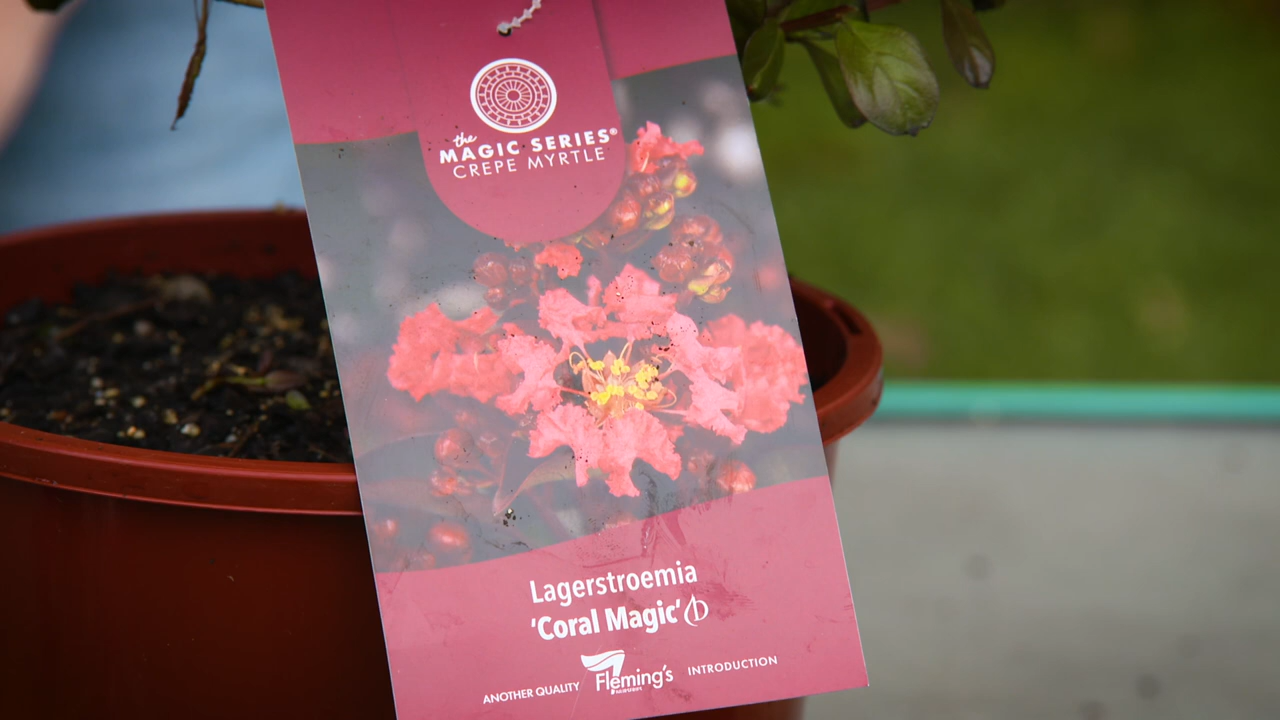 the
MAGIC SERIES®
CREPE MYRTLE
Lagerstroemia
'Coral Magic'
ANOTHER QUALITY Fleming's INTRODUCTION